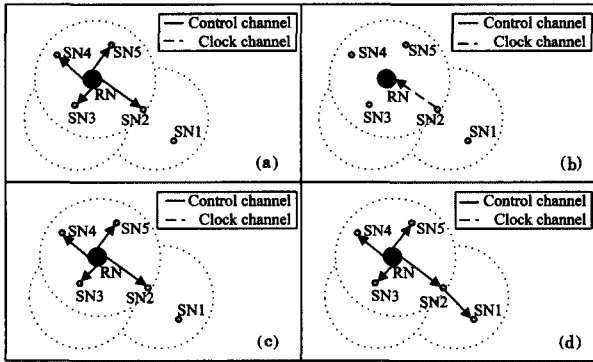 Control channel
Clock channel
SN4
SN5
RN
SN3
SN2
SN1
(a)
Control channel
Clock channel
SN4
SN5
RN
SN3
SN2
SN1
(b)
Control channel
Clock channel
SN4
SN5
RN
SN3
SN2
SN1
(c)
Control channel
Clock channel
SN4
SN5
RN
SN3
SN2
SN1
(d)